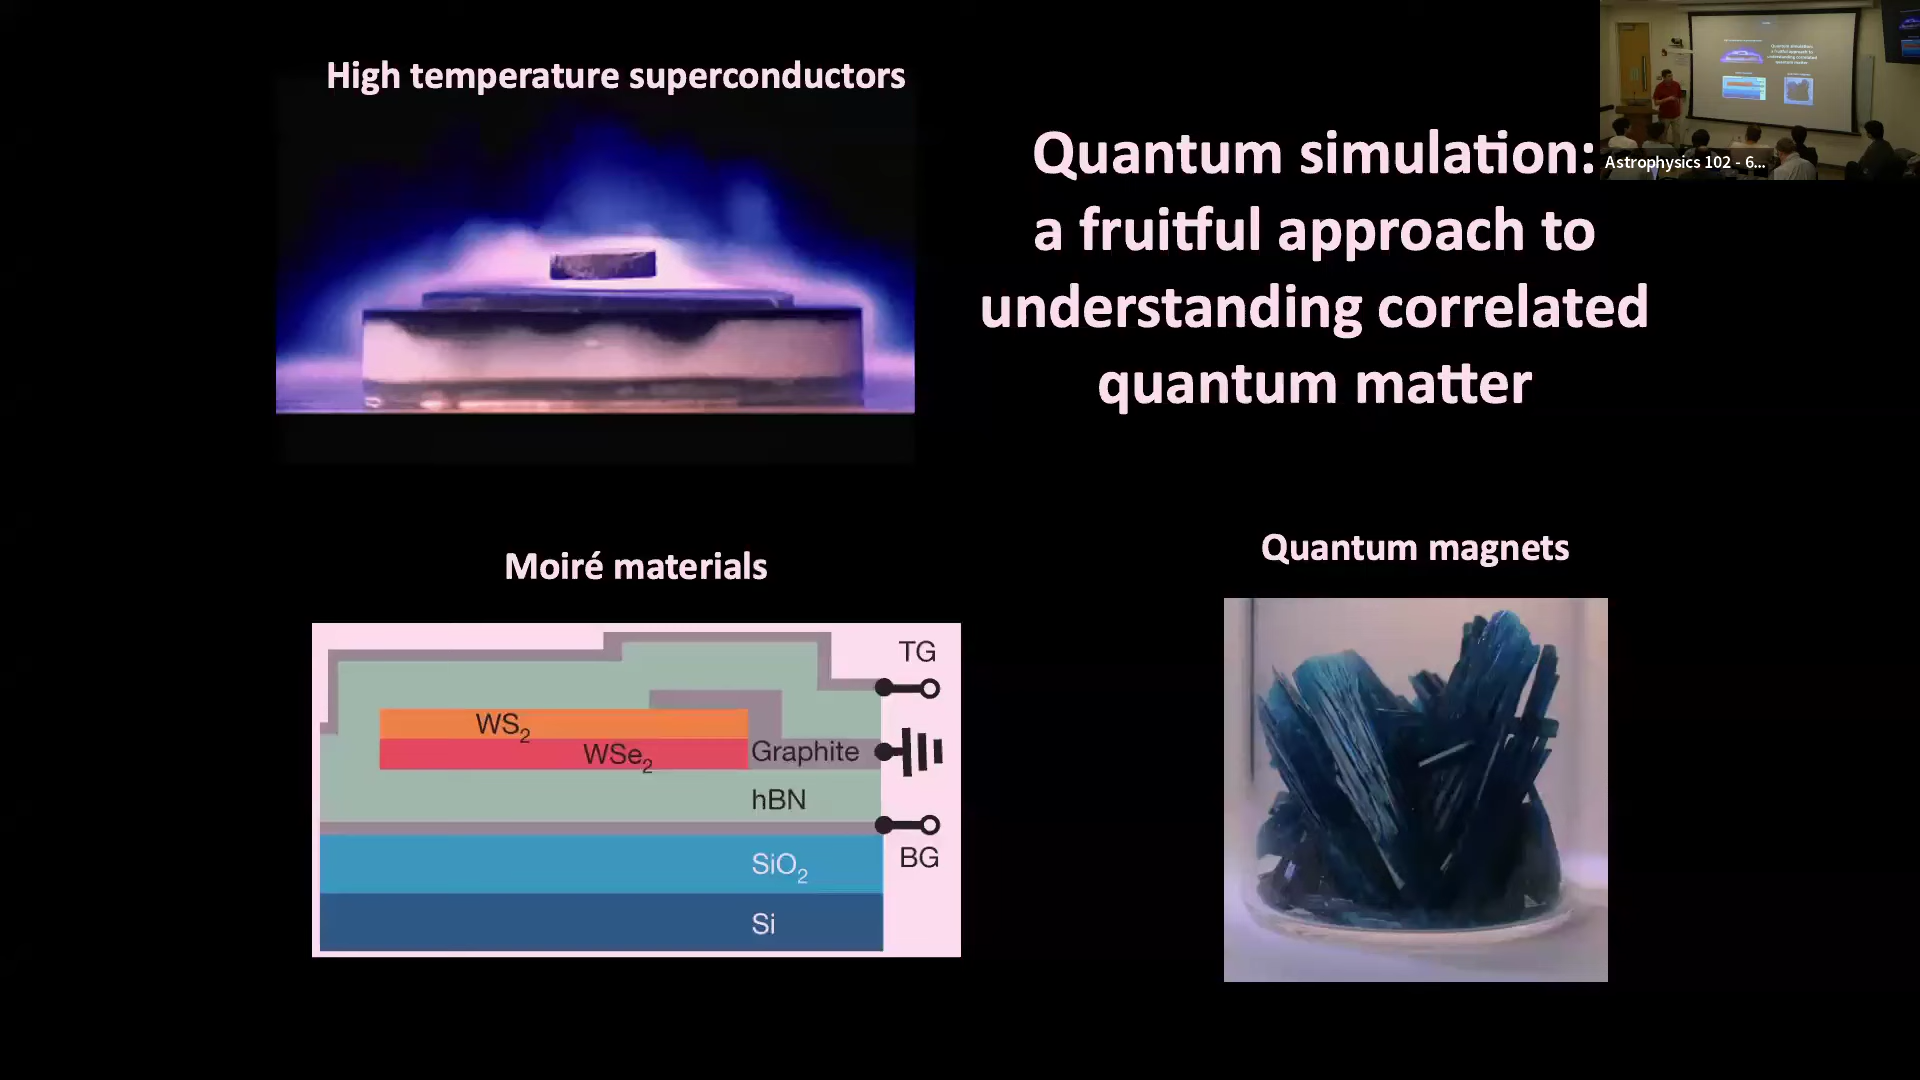 High temperature superconductors
Quantum simulation:
a fruitful approach to
understanding correlated
quantum matter
Astrophysics 102 - 6...
Moiré materials
Quantum magnets
TG
WS2
WSe2
Graphite
hBN
BG
SiO2
Si